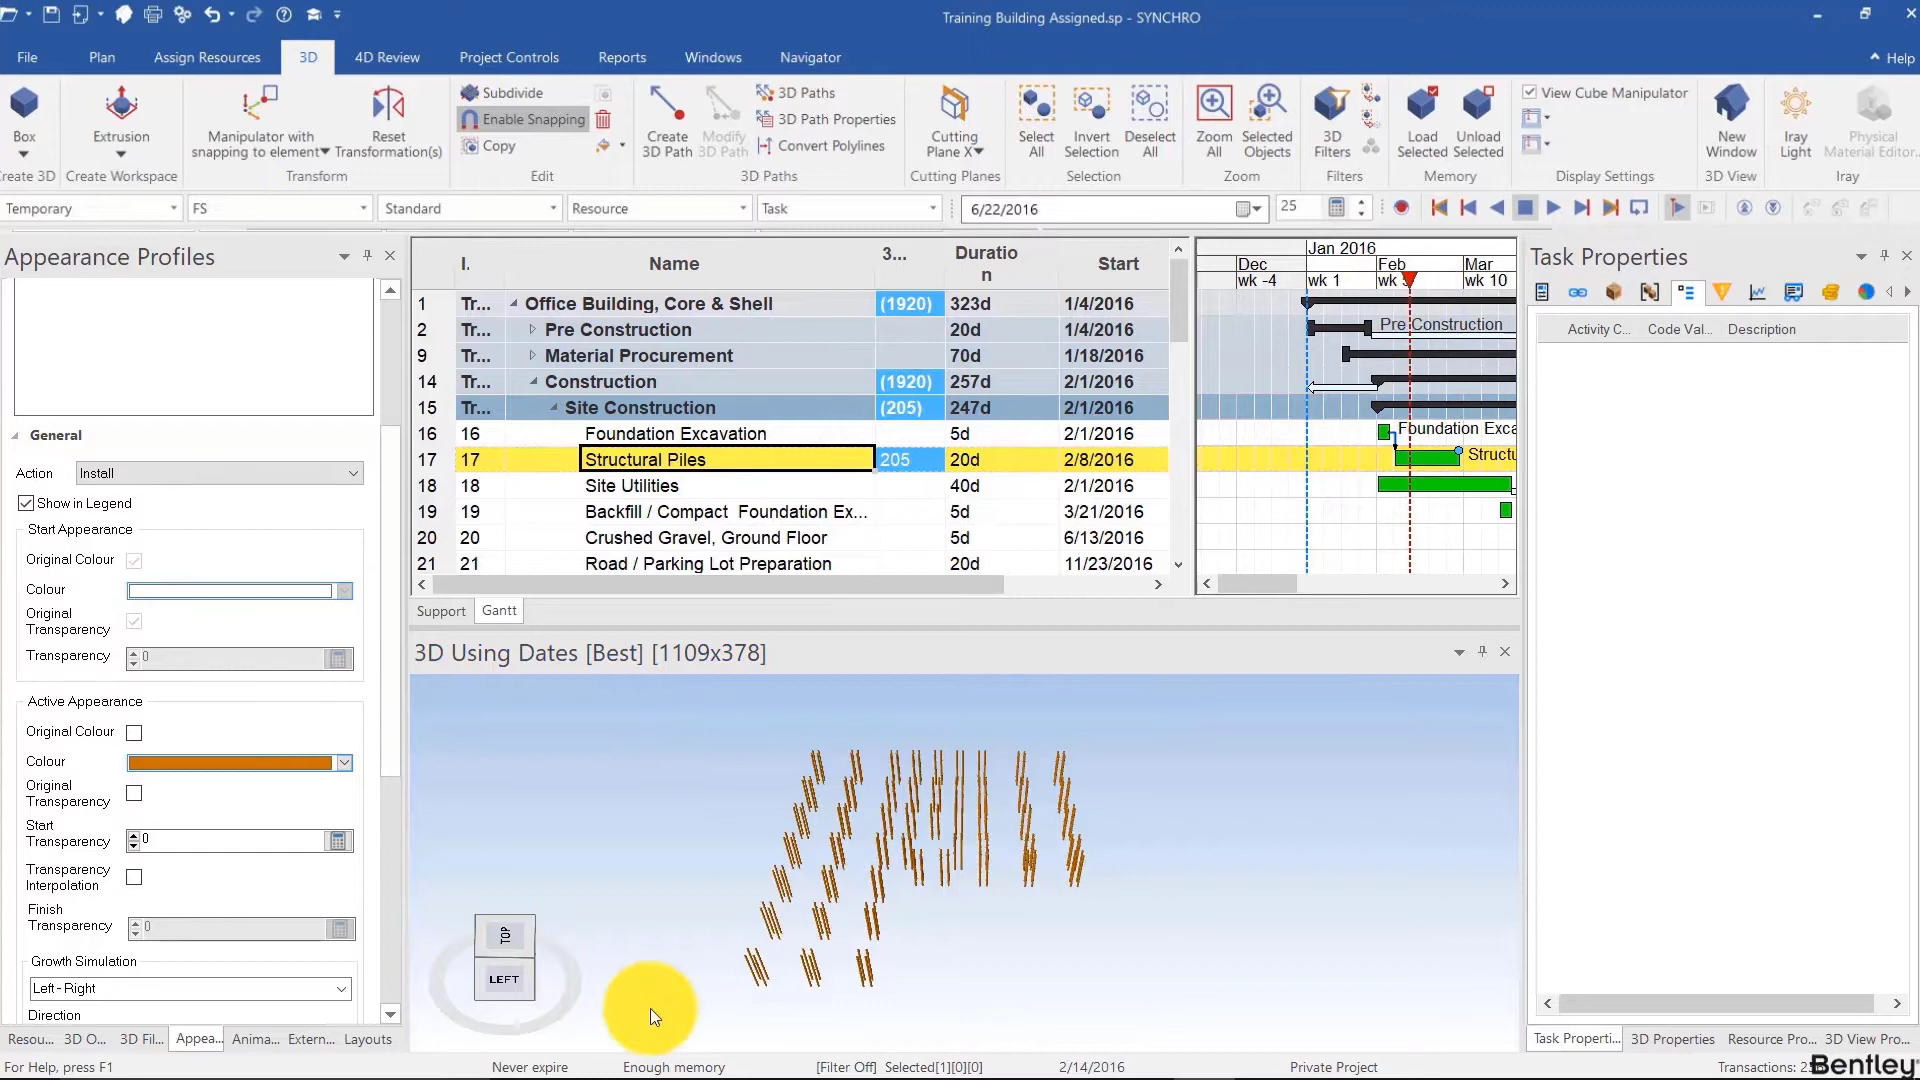 Training Building Assigned.sp - SYNCHRO
File Plan Assign Resources 3D 4D Review Project Controls Reports Windows Navigator Help
Box
Extrusion
Manipulator with
snapping to element
Reset
Transformation(s)
Subdivide
Enable Snapping
Copy
Create
3D Path
Modify
3D Path
3D Paths
3D Path Properties
Convert Polylines
Cutting
Plane X
Select
All
Invert
Selection
Deselect
All
Zoom
All
Selected
Objects
3D
Filters
Load
Selected
Unload
Selected
View Cube Manipulator
New
Window
Iray
Light
Physical
Material Editor..
reate 3D Create Workspace Transform Edit 3D Paths Cutting Planes Selection Zoom Filters Memory Display Settings 3D View Iray
Temporary FS Standard Resource Task 6/22/2016 25
Appearance Profiles
General
Action Install
Show in Legend
Start Appearance
Original Colour
Colour
Original
Transparency
Transparency 0
Active Appearance
Original Colour
Colour
Original
Transparency
Start
Transparency 0
Transparency
Interpolation
Finish
Transparency 0
Growth Simulation
Left - Right
Direction
Resou... 3D O... 3D Fil... Appea... Anima... Extern... Layouts
I. Name 3... Duratio
n Start
1 Tr... Office Building, Core & Shell (1920) 323d 1/4/2016
2 Tr... Pre Construction 20d 1/4/2016
9 Tr... Material Procurement 70d 1/18/2016
14 Tr... Construction (1920) 257d 2/1/2016
15 Tr... Site Construction (205) 247d 2/1/2016
16 16 Foundation Excavation 5d 2/1/2016
17 17 Structural Piles 205 20d 2/8/2016
18 18 Site Utilities 40d 2/1/2016
19 19 Backfill / Compact Foundation Ex... 5d 3/21/2016
20 20 Crushed Gravel, Ground Floor 5d 6/13/2016
21 21 Road / Parking Lot Preparation 20d 11/23/2016
Support Gantt
Jan 2016
Dec Feb Mar
wk -4 wk 1 wk wk 10
Pre Construction
Foundation Exca
Structu
3D Using Dates [Best] [1109x378]
TOP
LEFT
Task Properties
Activity C... Code Val... Description
Task Properti... 3D Properties Resource Pro... 3D View Pro...
For Help, press F1 Never expire Enough memory [Filter Off] Selected[1][0][0] 2/14/2016 Private Project Transactions:
Bentley